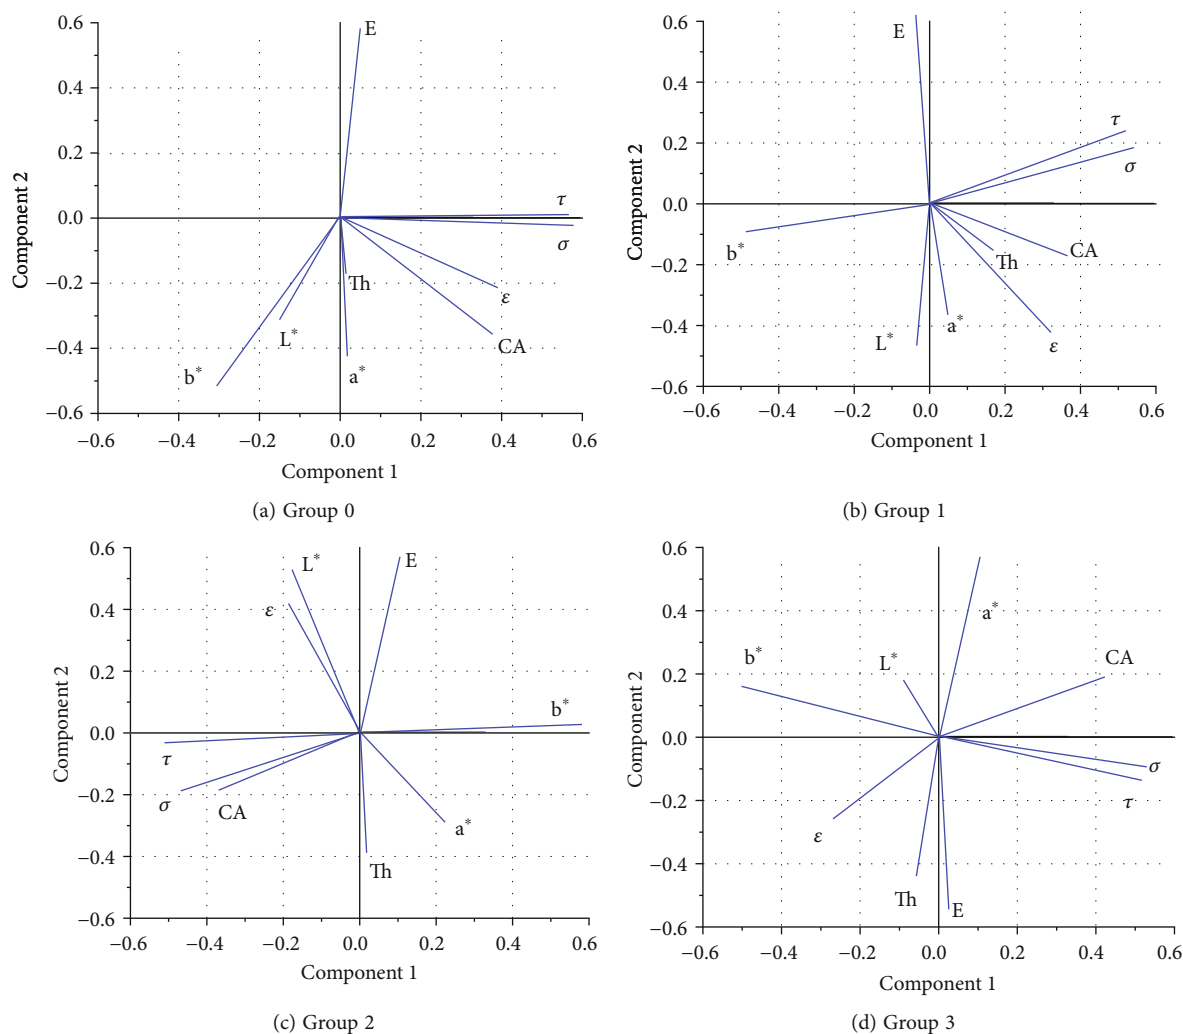 0.6
0.4
0.2
0.0
−0.2
−0.4
−0.6
Component 2
E
τ
σ
ε
Th
L*
CA
b*
a*
−0.6 −0.4 −0.2 0.0 0.2 0.4 0.6
Component 1
(a) Group 0
0.6
0.4
0.2
0.0
−0.2
−0.4
−0.6
Component 2
E
τ
σ
b*
Th
CA
a*
L*
ε
−0.6 −0.4 −0.2 0.0 0.2 0.4 0.6
Component 1
(b) Group 1
0.6
0.4
0.2
0.0
−0.2
−0.4
−0.6
Component 2
L*
E
ε
b*
τ
σ
CA
a*
Th
−0.6 −0.4 −0.2 0.0 0.2 0.4 0.6
Component 1
(c) Group 2
0.6
0.4
0.2
0.0
−0.2
−0.4
−0.6
Component 2
a*
b*
L*
CA
σ
τ
ε
Th
E
−0.6 −0.4 −0.2 0.0 0.2 0.4 0.6
Component 1
(d) Group 3